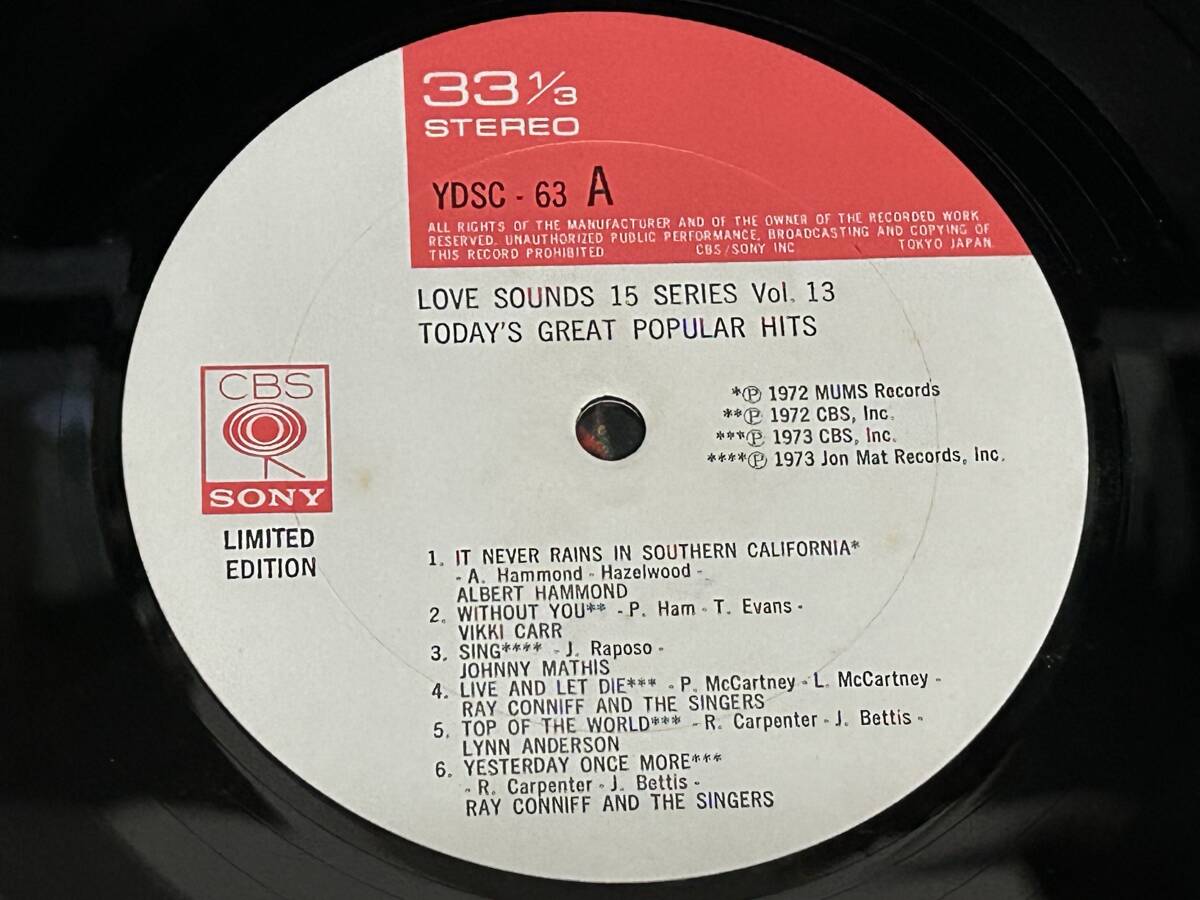 33 1/3
STEREO
YDSC - 63 A
ALL RIGHTS OF THE MANUFACTURER AND OF THE OWNER OF THE RECORDED WORK
RESERVED. UNAUTHORIZED PUBLIC PERFORMANCE, BROADCASTING AND COPYING OF
THIS RECORD PROHIBITED CBS/SONY INC TOKYO JAPAN
LOVE SOUNDS 15 SERIES Vol. 13
TODAY'S GREAT POPULAR HITS
CBS
SONY
LIMITED
EDITION
*Ⓟ 1972 MUMS Records
**Ⓟ 1972 CBS, Inc.
***Ⓟ 1973 CBS, Inc.
****Ⓟ 1973 Jon Mat Records, Inc.
1. IT NEVER RAINS IN SOUTHERN CALIFORNIA*
- A. Hammond - Hazelwood -
ALBERT HAMMOND
2. WITHOUT YOU** - P. Ham - T. Evans -
VIKKI CARR
3. SING**** - J. Raposo -
JOHNNY MATHIS
4. LIVE AND LET DIE*** - P. McCartney - L. McCartney -
RAY CONNIFF AND THE SINGERS
5. TOP OF THE WORLD*** - R. Carpenter - J. Bettis -
LYNN ANDERSON
6. YESTERDAY ONCE MORE***
- R. Carpenter - J. Bettis -
RAY CONNIFF AND THE SINGERS